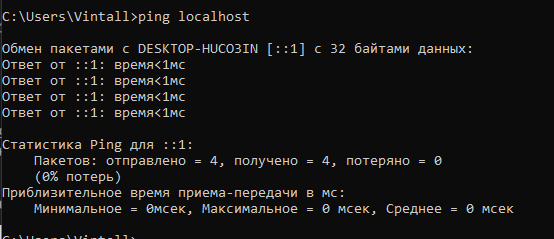 C:\Users\Vintall>ping localhost
Обмен пакетами с DESKTOP-HUCO3IN [::1] с 32 байтами данных:
Ответ от ::1: время<1мс
Ответ от ::1: время<1мс
Ответ от ::1: время<1мс
Ответ от ::1: время<1мс
Статистика Ping для ::1:
Пакетов: отправлено = 4, получено = 4, потеряно = 0
(0% потерь)
Приблизительное время приема-передачи в мс:
Минимальное = 0мсек, Максимальное = 0 мсек, Среднее = 0 мсек
C:\Users\Vintall>